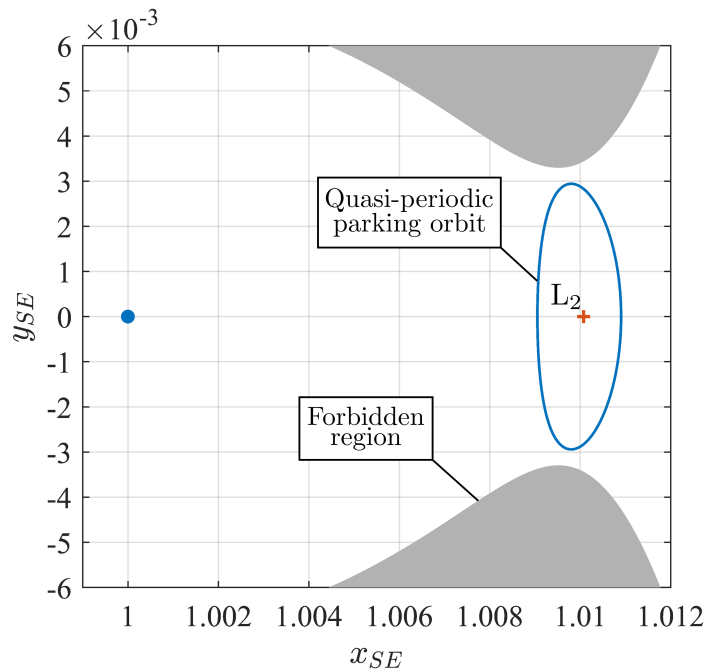 ×10⁻³
6
5
4
3
2
1
0
-1
-2
-3
-4
-5
-6
y_SE
Quasi-periodic
parking orbit
L₂
Forbidden
region
1 1.002 1.004 1.006 1.008 1.01 1.012
x_SE